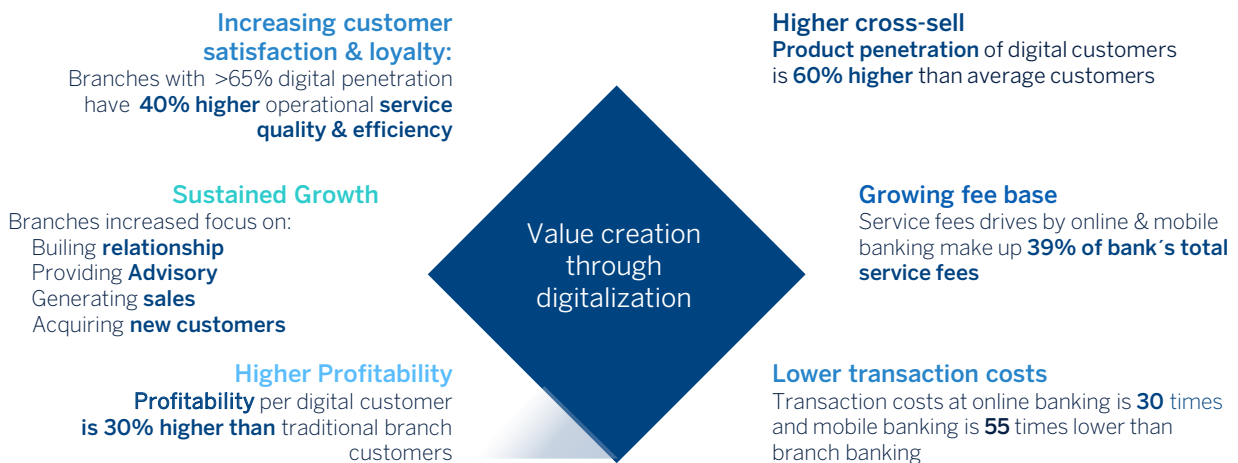 Increasing customer
satisfaction & loyalty:
Branches with >65% digital penetration
have 40% higher operational service
quality & efficiency
Sustained Growth
Branches increased focus on:
Builing relationship
Providing Advisory
Generating sales
Acquiring new customers
Higher Profitability
Profitability per digital customer
is 30% higher than traditional branch
customers
Value creation
through
digitalization
Higher cross-sell
Product penetration of digital customers
is 60% higher than average customers
Growing fee base
Service fees drives by online & mobile
banking make up 39% of bank´s total
service fees
Lower transaction costs
Transaction costs at online banking is 30 times
and mobile banking is 55 times lower than
branch banking